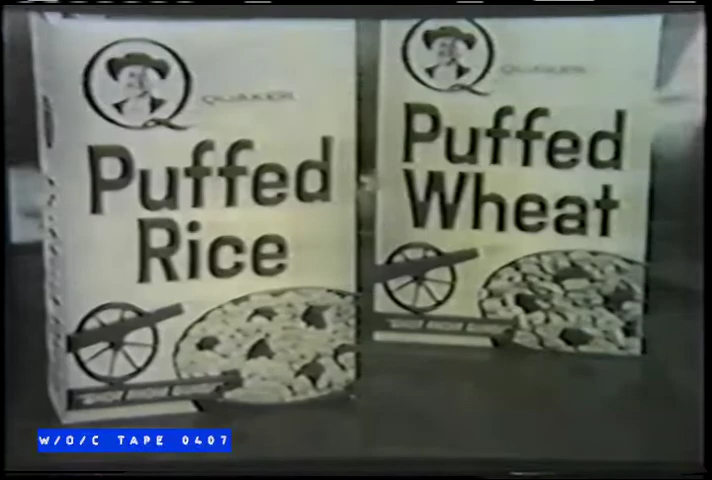 QUAKER
Puffed
Rice
QUAKER
Puffed
Wheat
W/O/C TAPE 0407